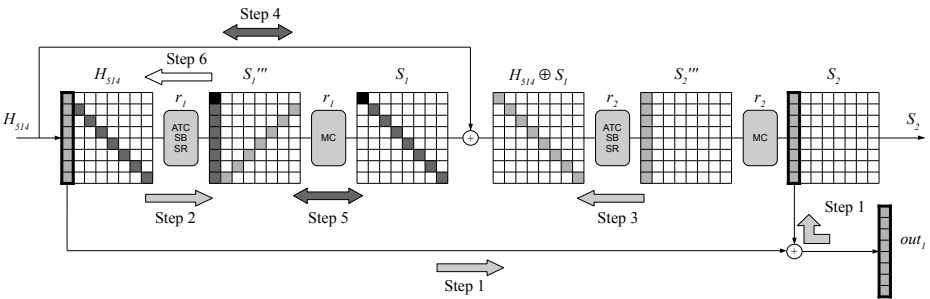 Step 4
Step 6
H514
S1'''
S1
H514 ⊕ S1
S2'''
S2
r1
r1
r2
r2
H514
ATC
SB
SR
MC
ATC
SB
SR
MC
S2
Step 2
Step 5
Step 3
Step 1
out1
Step 1